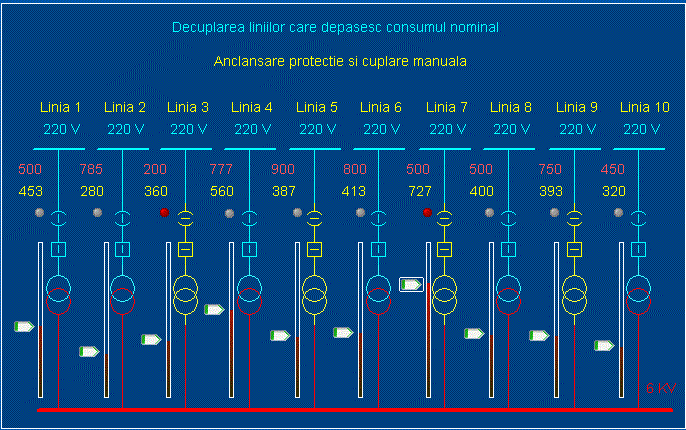 Decuplarea liniilor care depasesc consumul nominal
Anclansare protectie si cuplare manuala
Linia 1 Linia 2 Linia 3 Linia 4 Linia 5 Linia 6 Linia 7 Linia 8 Linia 9 Linia 10
220 V 220 V 220 V 220 V 220 V 220 V 220 V 220 V 220 V 220 V
500 785 200 777 900 800 500 500 750 450
453 280 360 560 387 413 727 400 393 320
6 KV